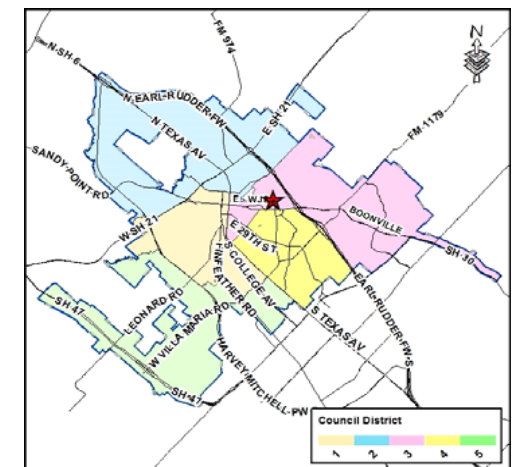 FM 974
N-SH 6
N
N-EARL-RUDDER-FW
E SH 21
N TEXAS AV
FM-1179
SANDY-POINT-RD
E WJB
BOONVILLE
W-SH 21
E 29TH ST
SH-30
S COLLEGE AV
FINFEATHER RD
LEONARD RD
EARL-RUDDER-FW-S
SH 47
W VILLA MARIA RD
S TEXAS AV
HARVEY-MITCHELL-PW
SH-47
Council District
1 2 3 4 5